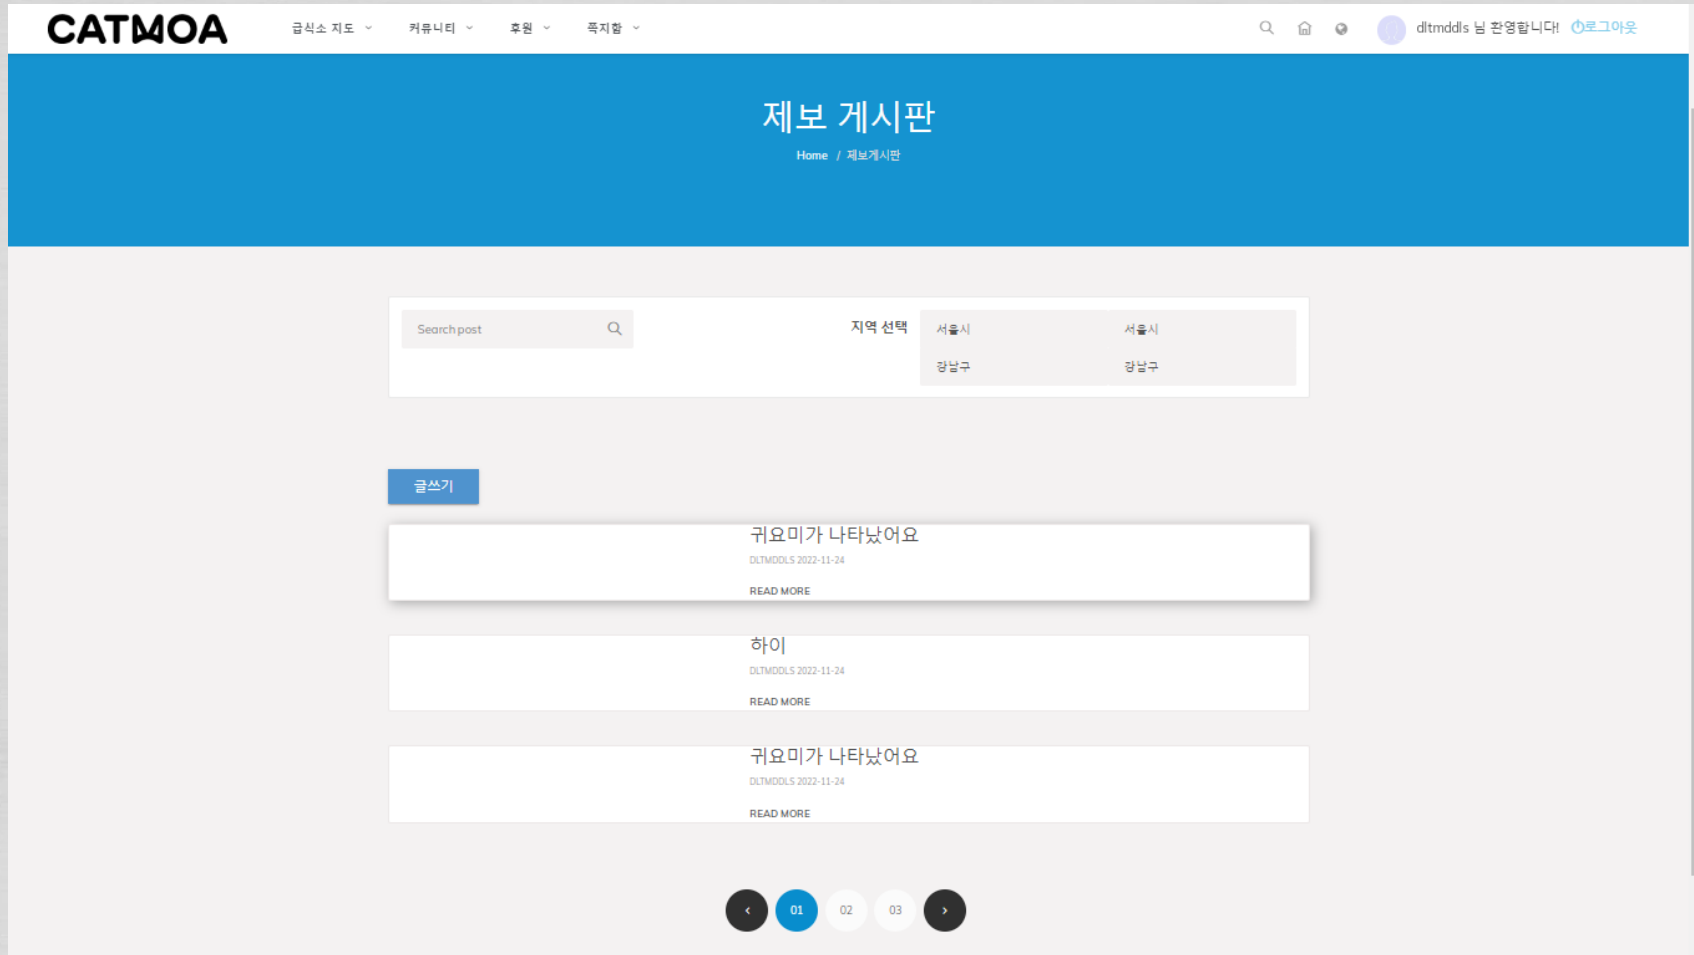 CATMOA 급식소 지도 커뮤니티 후원 쪽지함 dltmddls 님 환영합니다! 로그아웃
제보 게시판
Home / 제보게시판
Search post 지역 선택 서울시 서울시
강남구 강남구
글쓰기
귀요미가 나타났어요
DLTMDDLS 2022-11-24
READ MORE
하이
DLTMDDLS 2022-11-24
READ MORE
귀요미가 나타났어요
DLTMDDLS 2022-11-24
READ MORE
‹ 01 02 03 ›